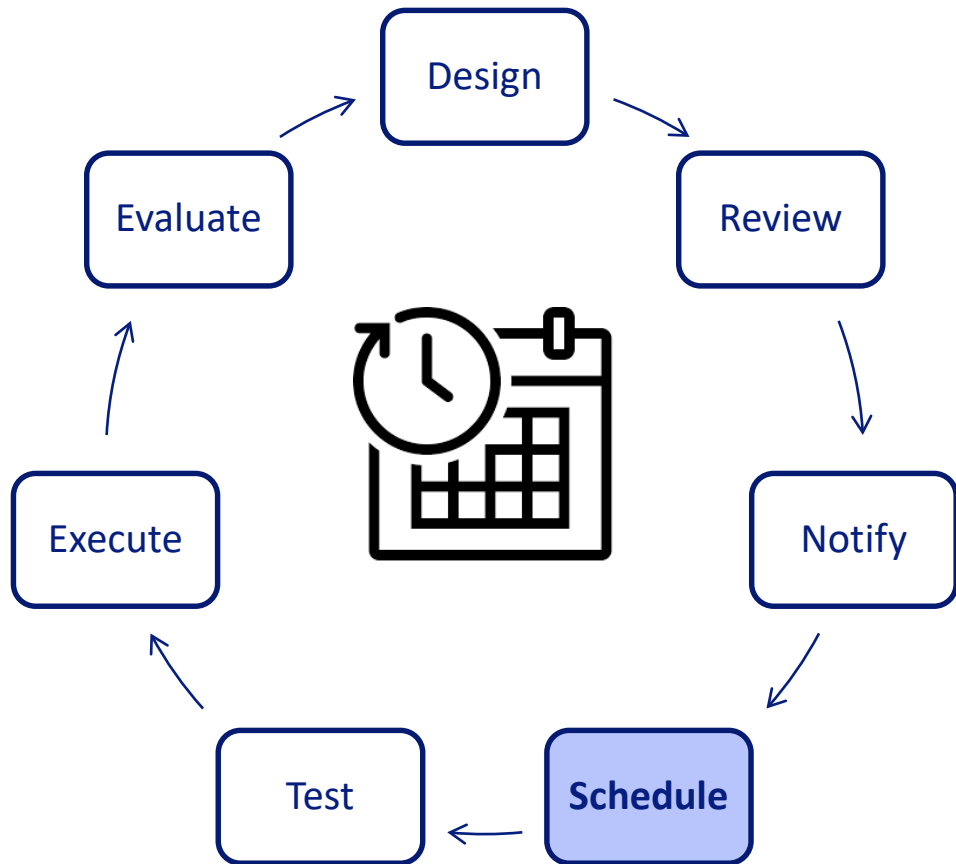 Design
Review
Notify
Schedule
Test
Execute
Evaluate